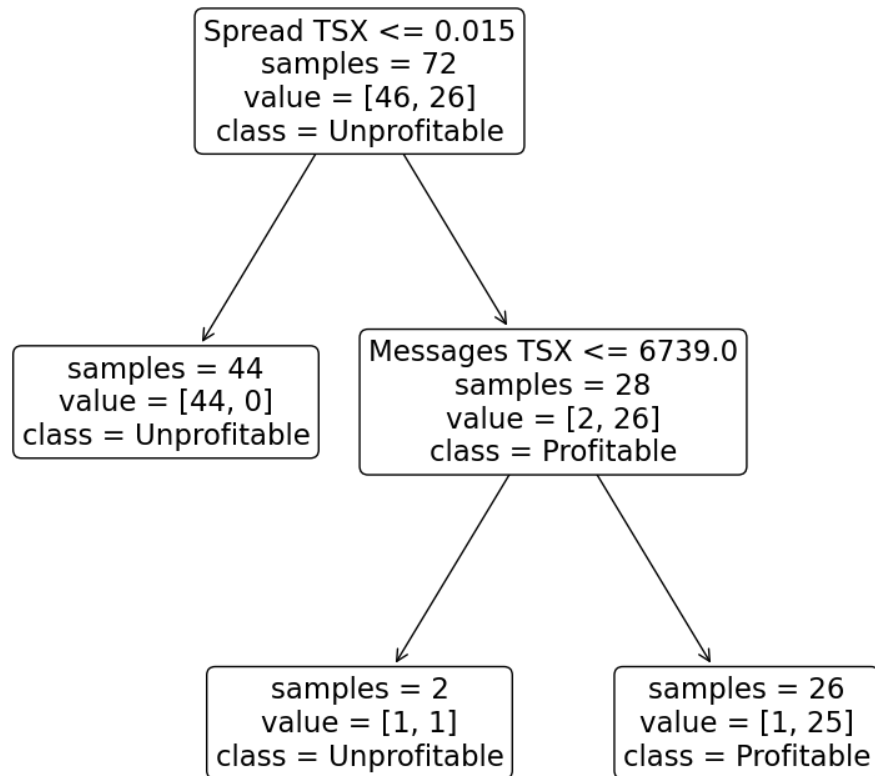 Spread TSX <= 0.015
samples = 72
value = [46, 26]
class = Unprofitable
samples = 44
value = [44, 0]
class = Unprofitable
Messages TSX <= 6739.0
samples = 28
value = [2, 26]
class = Profitable
samples = 2
value = [1, 1]
class = Unprofitable
samples = 26
value = [1, 25]
class = Profitable